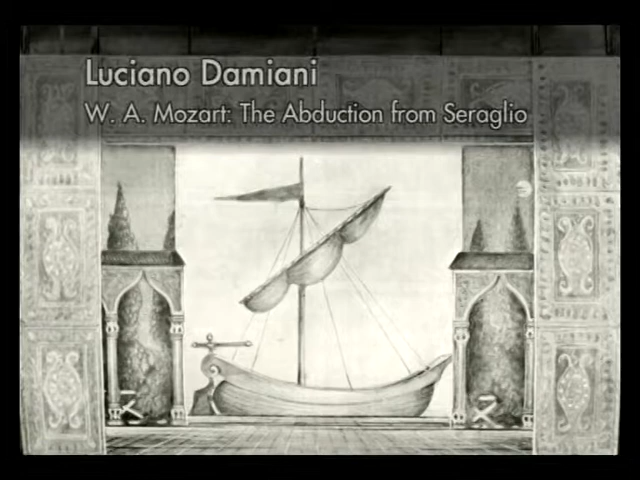 Luciano Damiani
W. A. Mozart: The Abduction from Seraglio